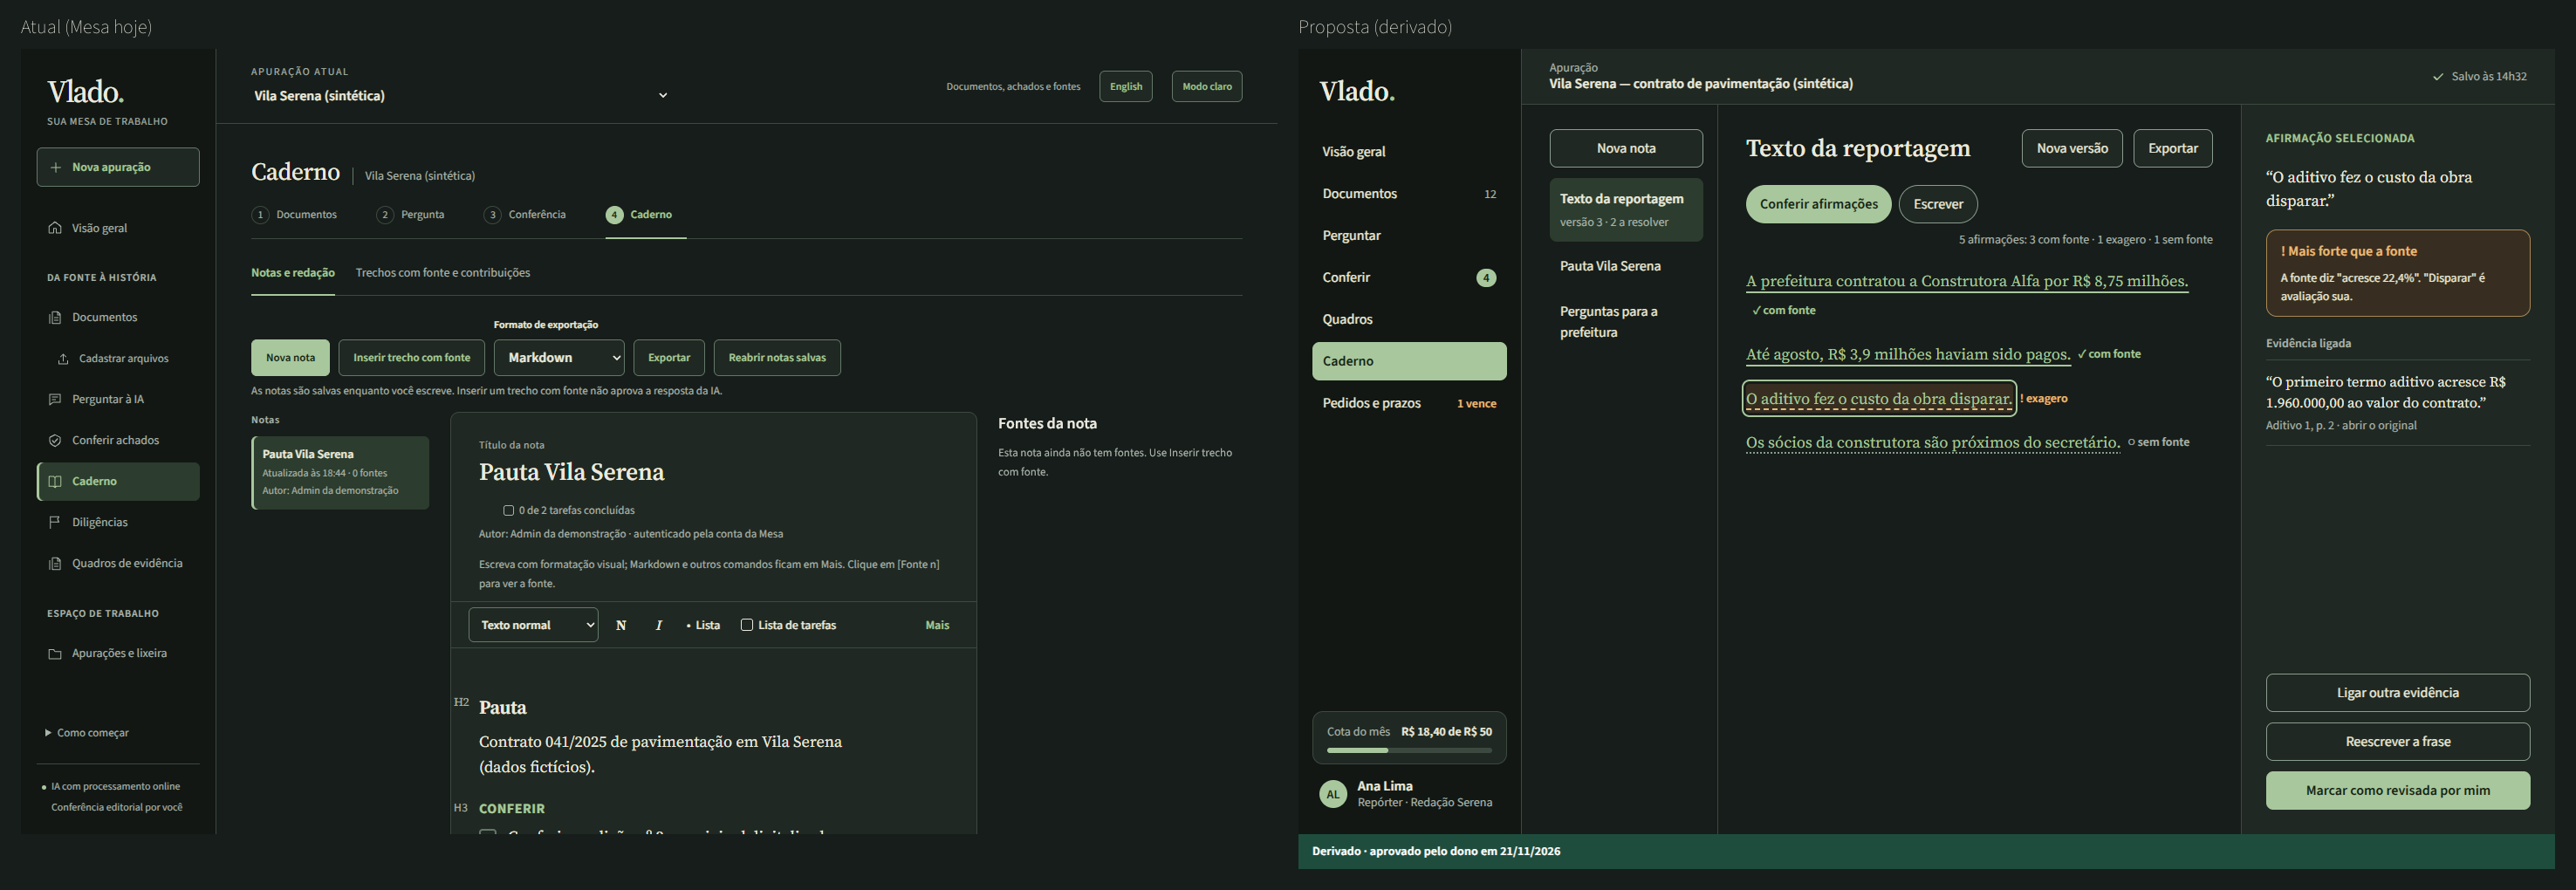 Atual (Mesa hoje)
Vlado.
SUA MESA DE TRABALHO
Nova apuração
Visão geral
DA FONTE À HISTÓRIA
Documentos
Cadastrar arquivos
Perguntar à IA
Conferir achados
Caderno
Diligências
Quadros de evidência
ESPAÇO DE TRABALHO
Apurações e lixeira
Como começar
IA com processamento online
Conferência editorial por você
APURAÇÃO ATUAL
Vila Serena (sintética)
Documentos, achados e fontes
English
Modo claro
Caderno
Vila Serena (sintética)
1 Documentos
2 Pergunta
3 Conferência
4 Caderno
Notas e redação
Trechos com fonte e contribuições
Formato de exportação
Nova nota
Inserir trecho com fonte
Markdown
Exportar
Reabrir notas salvas
As notas são salvas enquanto você escreve. Inserir um trecho com fonte não aprova a resposta da IA.
Notas
Pauta Vila Serena
Atualizada às 18:44 · 0 fontes
Autor: Admin da demonstração
Título da nota
Pauta Vila Serena
0 de 2 tarefas concluídas
Autor: Admin da demonstração · autenticado pela conta da Mesa
Escreva com formatação visual; Markdown e outros comandos ficam em Mais. Clique em [Fonte n]
para ver a fonte.
Texto normal
N
I
• Lista
Lista de tarefas
Mais
H2 Pauta
Contrato 041/2025 de pavimentação em Vila Serena
(dados fictícios).
H3 CONFERIR
Fontes da nota
Esta nota ainda não tem fontes. Use Inserir trecho
com fonte.
Proposta (derivado)
Vlado.
Visão geral
Documentos 12
Perguntar
Conferir 4
Quadros
Caderno
Pedidos e prazos 1 vence
Cota do mês R$ 18,40 de R$ 50
AL
Ana Lima
Repórter · Redação Serena
Apuração
Vila Serena — contrato de pavimentação (sintética)
Salvo às 14h32
Nova nota
Texto da reportagem
versão 3 · 2 a resolver
Pauta Vila Serena
Perguntas para a
prefeitura
Texto da reportagem
Nova versão
Exportar
Conferir afirmações
Escrever
5 afirmações: 3 com fonte · 1 exagero · 1 sem fonte
A prefeitura contratou a Construtora Alfa por R$ 8,75 milhões.
✓ com fonte
Até agosto, R$ 3,9 milhões haviam sido pagos. ✓ com fonte
O aditivo fez o custo da obra disparar. ! exagero
Os sócios da construtora são próximos do secretário. ○ sem fonte
AFIRMAÇÃO SELECIONADA
“O aditivo fez o custo da obra
disparar.”
! Mais forte que a fonte
A fonte diz "acresce 22,4%". "Disparar" é
avaliação sua.
Evidência ligada
“O primeiro termo aditivo acresce R$
1.960.000,00 ao valor do contrato.”
Aditivo 1, p. 2 · abrir o original
Ligar outra evidência
Reescrever a frase
Marcar como revisada por mim
Derivado · aprovado pelo dono em 21/11/2026